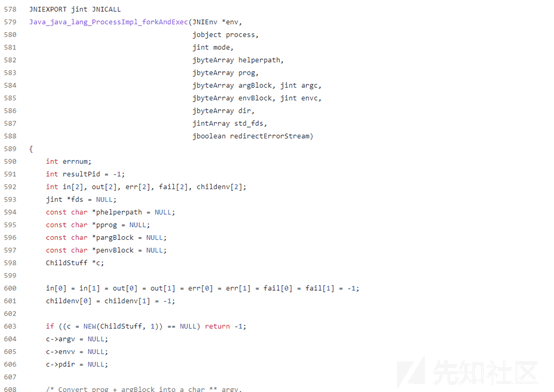 578 JNIEXPORT jint JNICALL
579 Java_java_lang_ProcessImpl_forkAndExec(JNIEnv *env,
580 jobject process,
581 jint mode,
582 jbyteArray helperpath,
583 jbyteArray prog,
584 jbyteArray argBlock, jint argc,
585 jbyteArray envBlock, jint envc,
586 jbyteArray dir,
587 jintArray std_fds,
588 jboolean redirectErrorStream)
589 {
590 int errnum;
591 int resultPid = -1;
592 int in[2], out[2], err[2], fail[2], childenv[2];
593 jint *fds = NULL;
594 const char *phelperpath = NULL;
595 const char *pprog = NULL;
596 const char *pargBlock = NULL;
597 const char *penvBlock = NULL;
598 ChildStuff *c;
599
600 in[0] = in[1] = out[0] = out[1] = err[0] = err[1] = fail[0] = fail[1] = -1;
601 childenv[0] = childenv[1] = -1;
602
603 if ((c = NEW(ChildStuff, 1)) == NULL) return -1;
604 c->argv = NULL;
605 c->envv = NULL;
606 c->pdir = NULL;
607
608 /* Convert prog + argBlock into a char ** argv.
先知社区